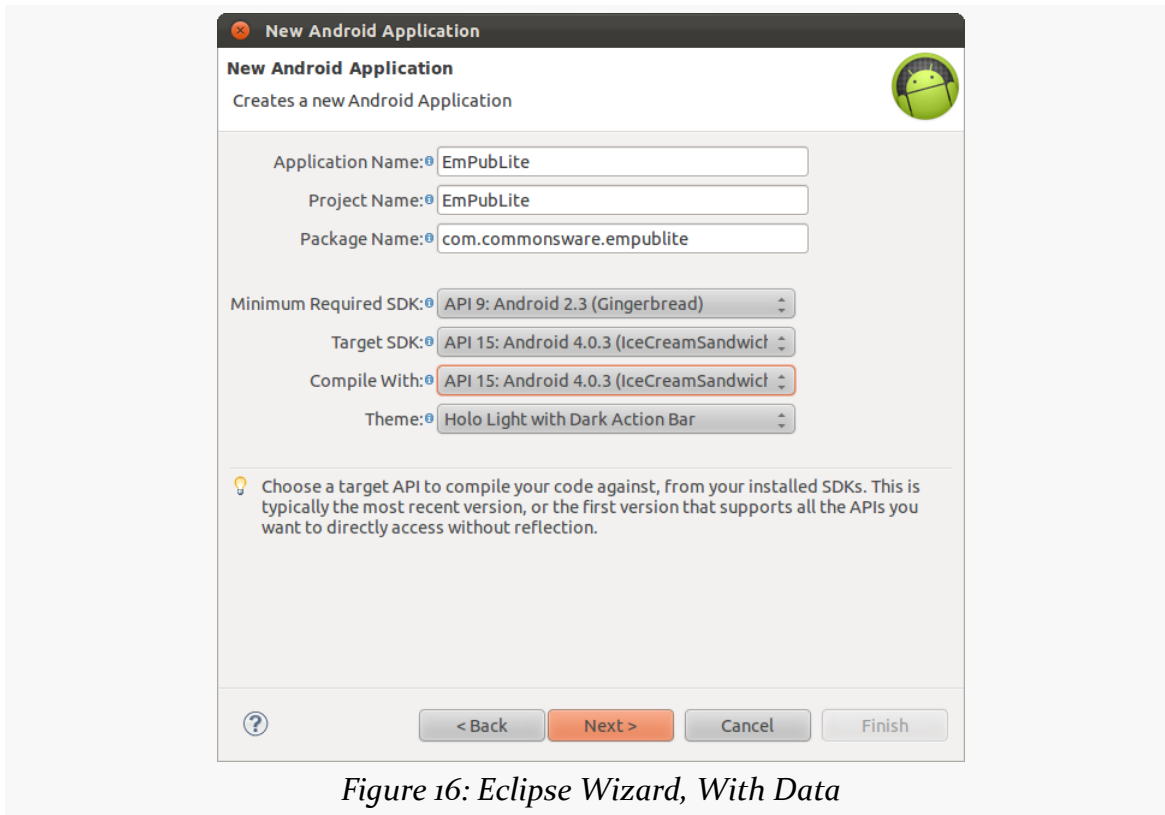 New Android Application
New Android Application
Creates a new Android Application
Application Name: EmPubLite
Project Name: EmPubLite
Package Name: com.commonsware.empublite
Minimum Required SDK: API 9: Android 2.3 (Gingerbread)
Target SDK: API 15: Android 4.0.3 (IceCreamSandwich
Compile With: API 15: Android 4.0.3 (IceCreamSandwich
Theme: Holo Light with Dark Action Bar
Choose a target API to compile your code against, from your installed SDKs. This is
typically the most recent version, or the first version that supports all the APIs you
want to directly access without reflection.
? < Back Next > Cancel Finish
Figure 16: Eclipse Wizard, With Data